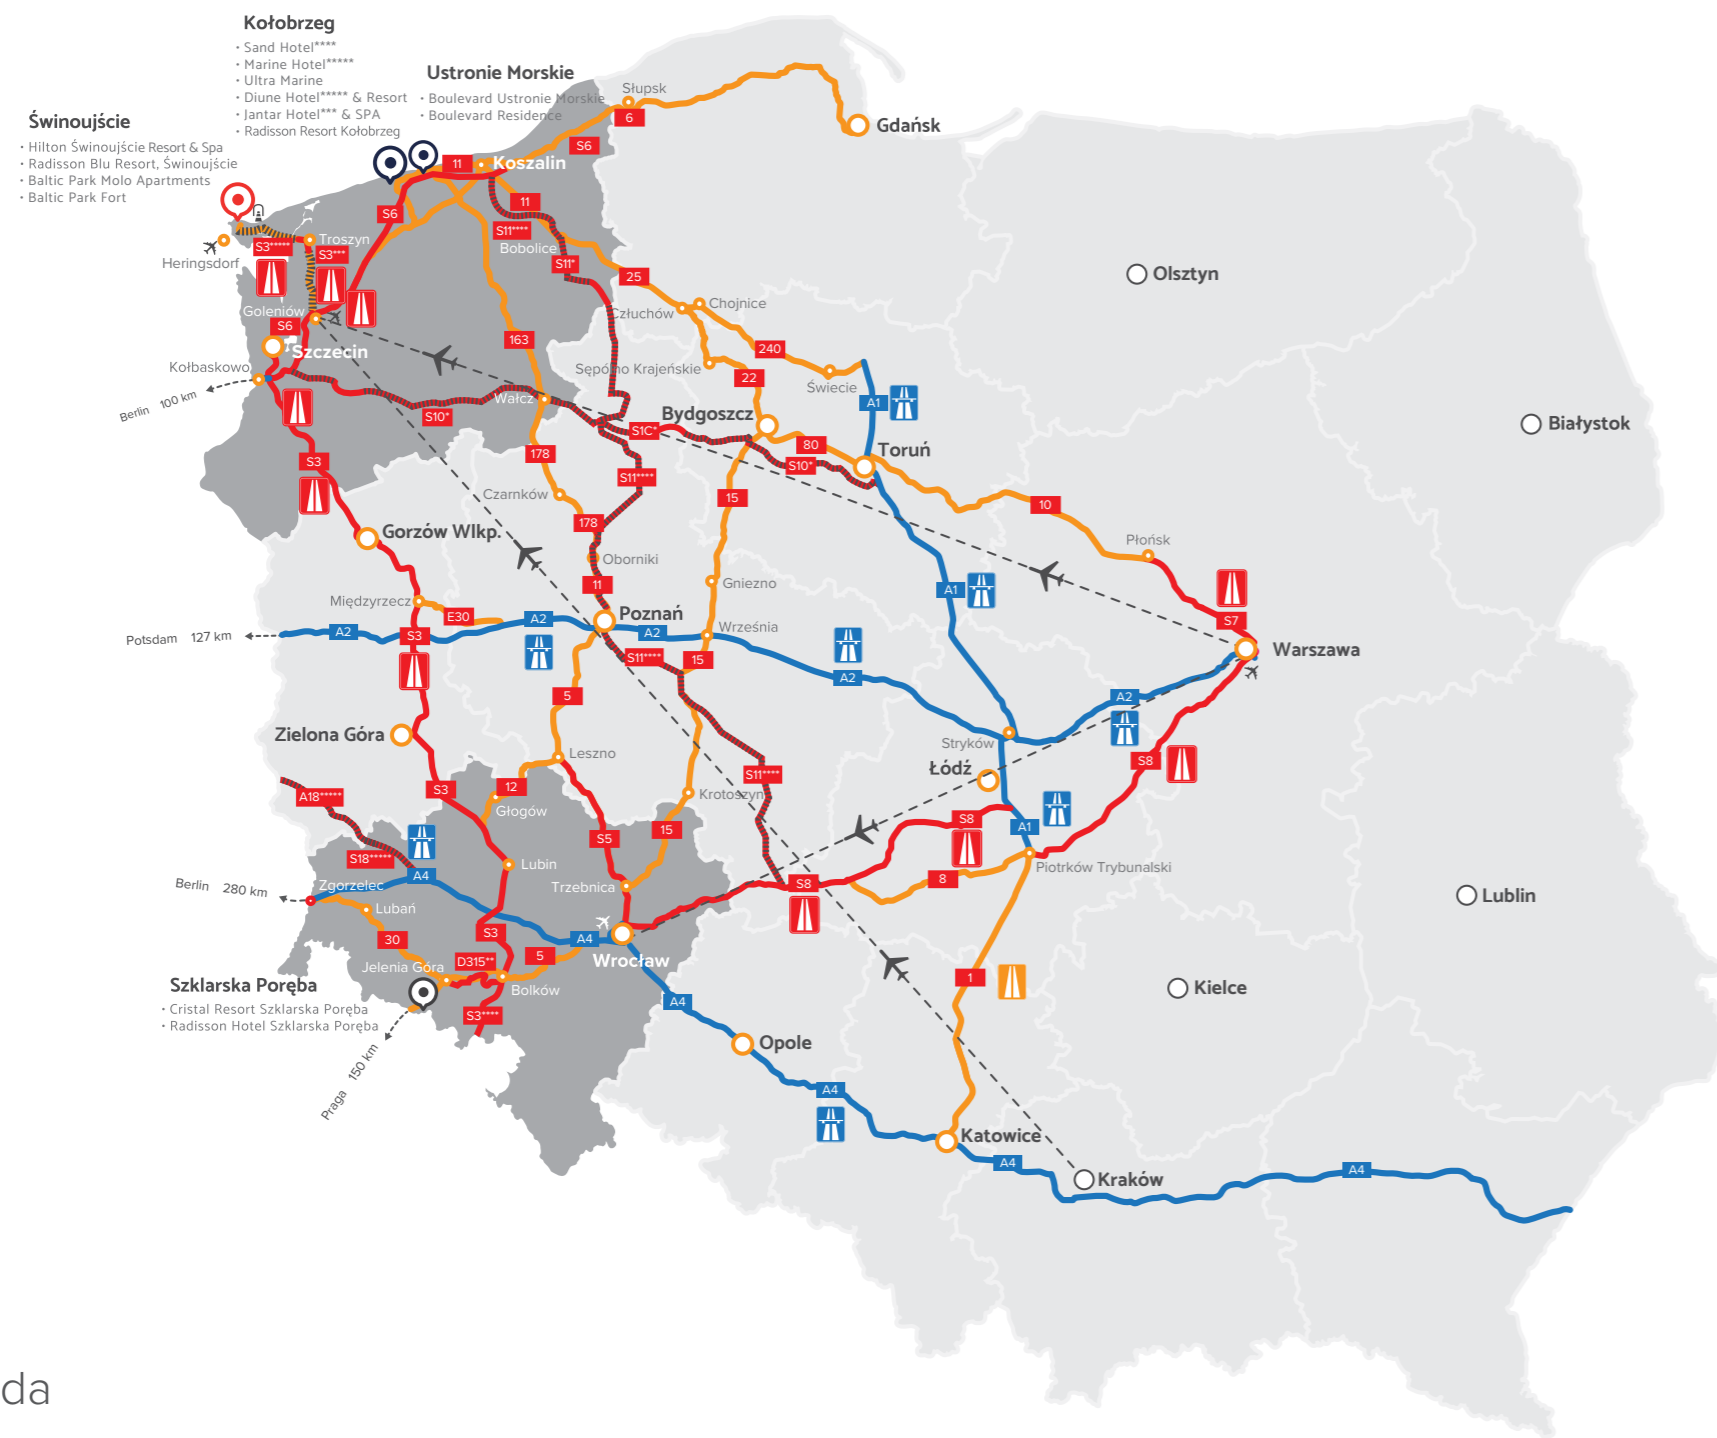 Kołobrzeg
• Sand Hotel****
• Marine Hotel*****
• Ultra Marine
• Diune Hotel***** & Resort
• Jantar Hotel*** & SPA
• Radisson Resort Kołobrzeg
Ustronie Morskie
• Boulevard Ustronie Morskie
• Boulevard Residence
Świnoujście
• Hilton Świnoujście Resort & Spa
• Radisson Blu Resort, Świnoujście
• Baltic Park Molo Apartments
• Baltic Park Fort
Słupsk
6
Gdańsk
S6
11
Koszalin
11
S6
S11****
Bobolice
Troszyn
S3*****
S3***
Heringsdorf
S11*
25
Olsztyn
Chojnice
Człuchów
Goleniów
S6
Szczecin
163
240
Kołbaskowo
Sępólno Krajeńskie
22
Świecie
Berlin 100 km
Wałcz
A1
S10*
Bydgoszcz
Białystok
S1C*
80
Toruń
178
S10*
S3
S11****
Czarnków
15
10
178
Gorzów Wlkp.
Płońsk
Oborniki
11
Gniezno
A1
Międzyrzecz
E30
A2
Poznań
S7
Potsdam 127 km
A2
S3
A2
Września
Warszawa
S11****
15
A2
5
A2
Zielona Góra
Stryków
Leszno
S8
Łódź
S11****
S3
12
A18*****
Krotoszyn
Głogów
S8
15
A1
S5
S18*****
Lubin
Piotrków Trybunalski
A4
Zgorzelec
Trzebnica
S8
8
Berlin 280 km
Lublin
Lubań
30
S3
A4
5
D315**
Wrocław
Jelenia Góra
1
Szklarska Poręba
• Cristal Resort Szklarska Poręba
• Radisson Hotel Szklarska Poręba
Bolków
Kielce
A4
S3****
Opole
Praga 150 km
A4
Katowice
A4
A4
Kraków
da